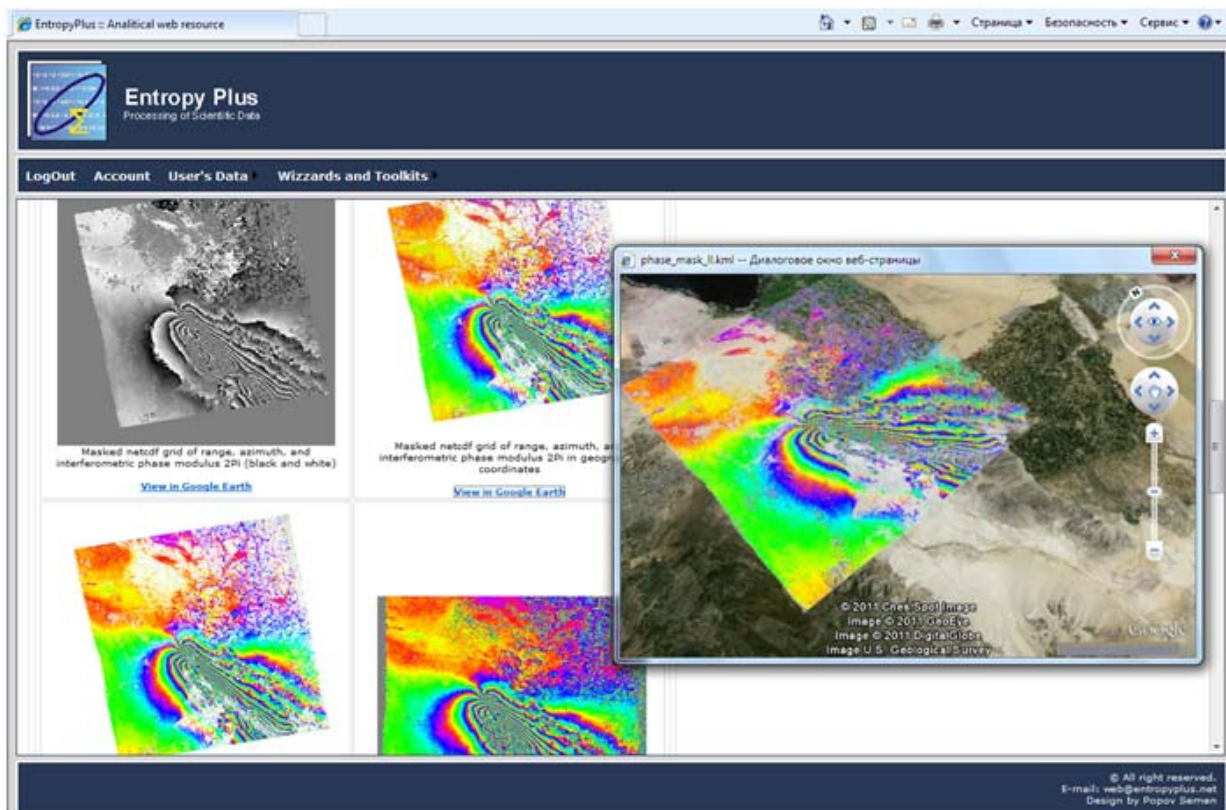 EntropyPlus :: Analitical web resource
Страница Безопасность Сервис
Entropy Plus
Processing of Scientific Data
LogOut Account User's Data Wizzards and Toolkits
phase_mask_ll.kml -- Диалоговое окно веб-страницы
Masked netcdf grid of range, azimuth, and
interferometric phase modulus 2Pi (black and white)
View in Google Earth
Masked netcdf grid of range, azimuth, an
interferometric phase modulus 2Pi in geogra
coordinates
View in Google Earth
© 2011 Cnes Spot Image
Image © 2011 GeoEye
Image © 2011 DigitalGlobe
Image U.S. Geological Survey
Google
© All right reserved.
E-mail: web@entropyplus.net
Design by Popov Semen